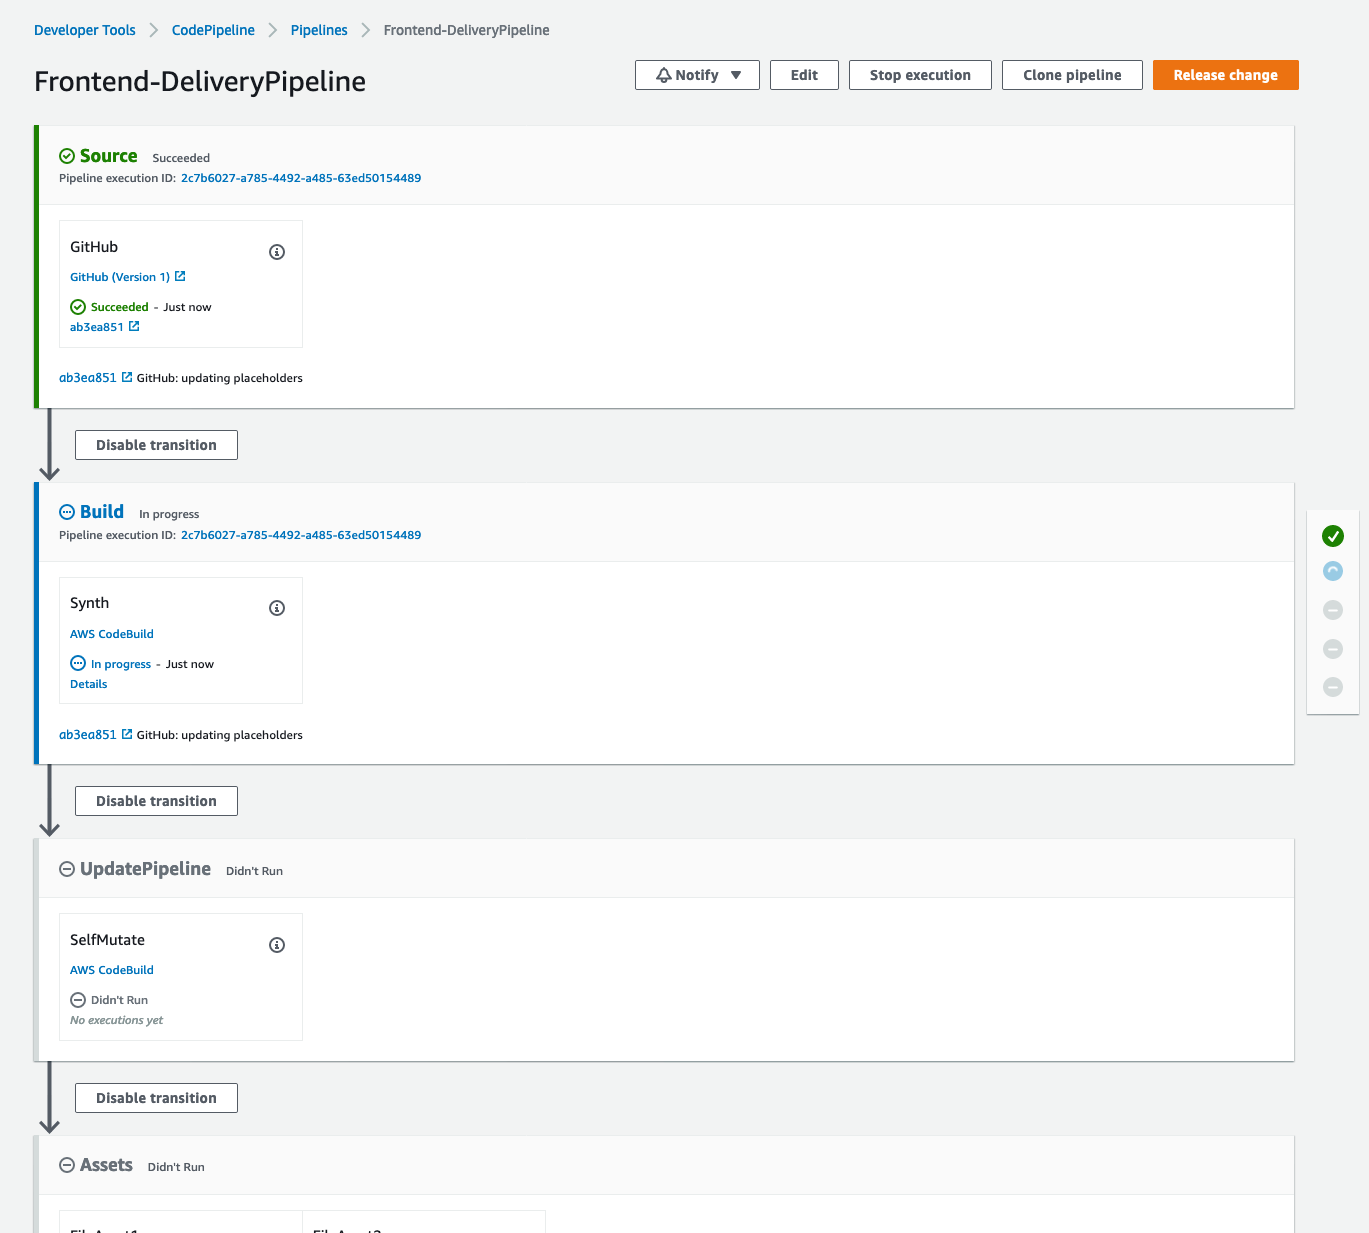 Developer Tools CodePipeline Pipelines Frontend-DeliveryPipeline
Frontend-DeliveryPipeline
Notify Edit Stop execution Clone pipeline Release change
Source Succeeded
Pipeline execution ID: 2c7b6027-a785-4492-a485-63ed50154489
GitHub
GitHub (Version 1)
Succeeded - Just now
ab3ea851
ab3ea851 GitHub: updating placeholders
Disable transition
Build In progress
Pipeline execution ID: 2c7b6027-a785-4492-a485-63ed50154489
Synth
AWS CodeBuild
In progress - Just now
Details
ab3ea851 GitHub: updating placeholders
Disable transition
UpdatePipeline Didn't Run
SelfMutate
AWS CodeBuild
Didn't Run
No executions yet
Disable transition
Assets Didn't Run